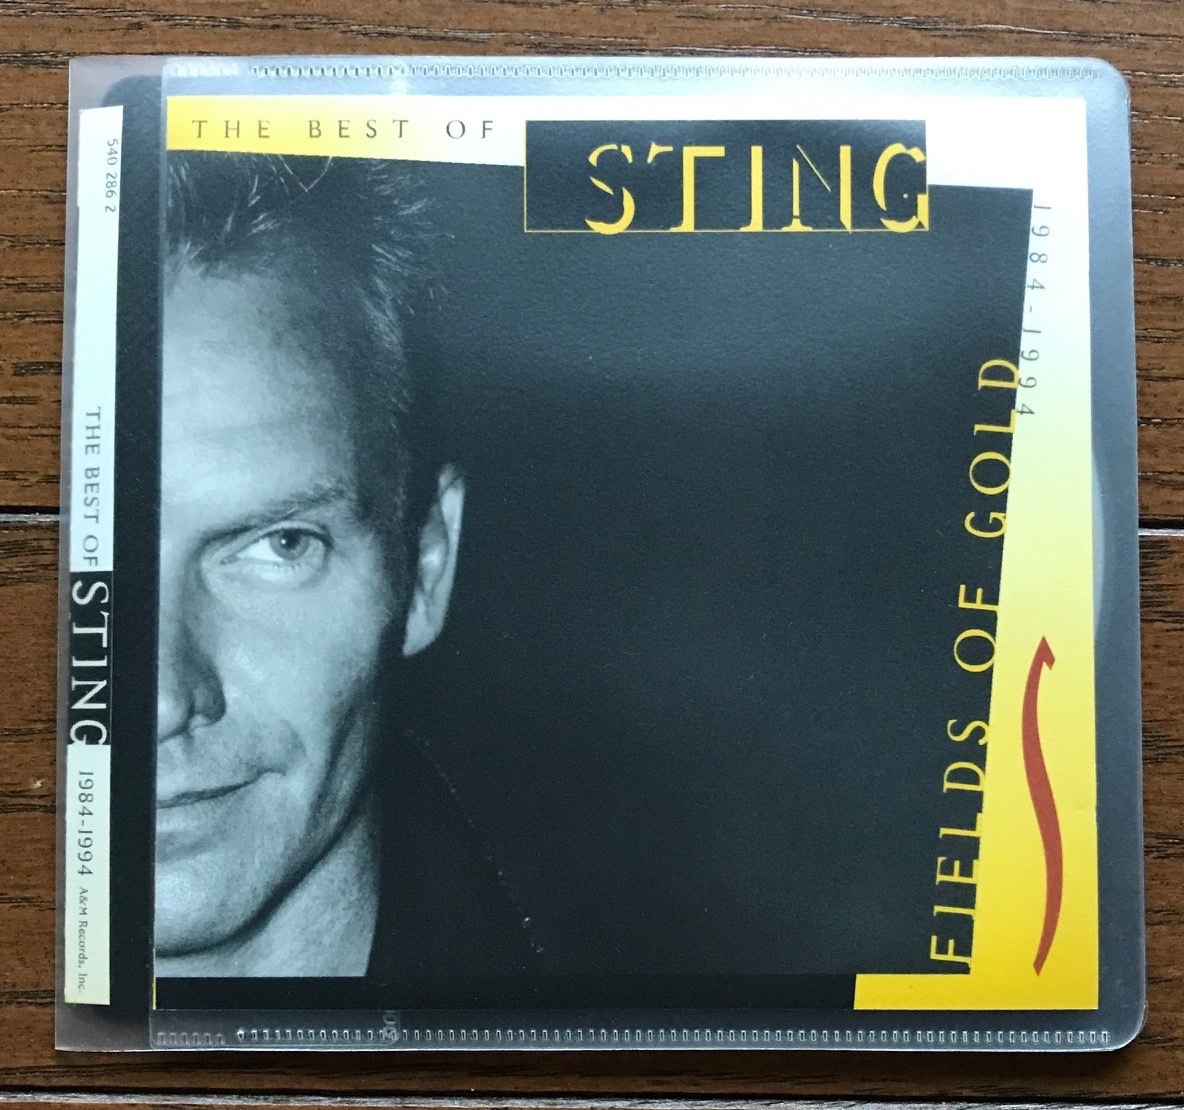 THE BEST OF
STING
1984-1994
FIELDS OF GOLD
540 286 2
THE BEST OF STING 1984-1994 A&M Records, Inc.